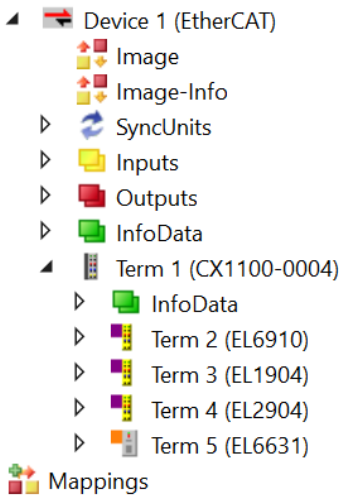 Device 1 (EtherCAT)
Image
Image-Info
SyncUnits
Inputs
Outputs
InfoData
Term 1 (CX1100-0004)
InfoData
Term 2 (EL6910)
Term 3 (EL1904)
Term 4 (EL2904)
Term 5 (EL6631)
Mappings